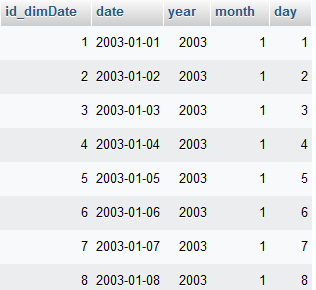 id_dimDate date year month day
1 2003-01-01 2003 1 1
2 2003-01-02 2003 1 2
3 2003-01-03 2003 1 3
4 2003-01-04 2003 1 4
5 2003-01-05 2003 1 5
6 2003-01-06 2003 1 6
7 2003-01-07 2003 1 7
8 2003-01-08 2003 1 8